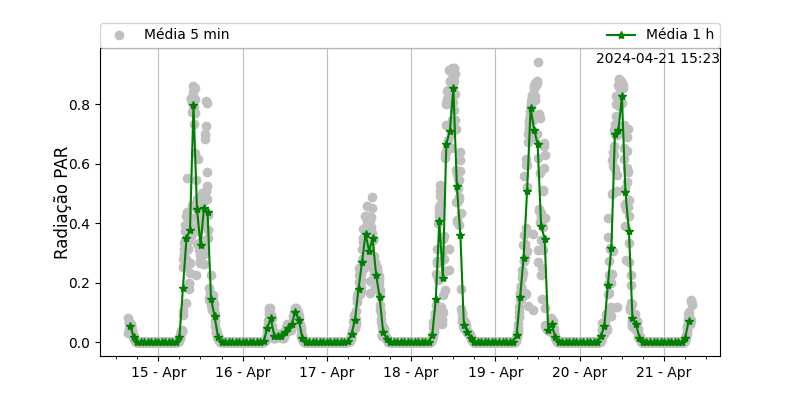 Média 5 min
Média 1 h
2024-04-21 15:23
Radiação PAR
0.8
0.6
0.4
0.2
0.0
15 - Apr
16 - Apr
17 - Apr
18 - Apr
19 - Apr
20 - Apr
21 - Apr